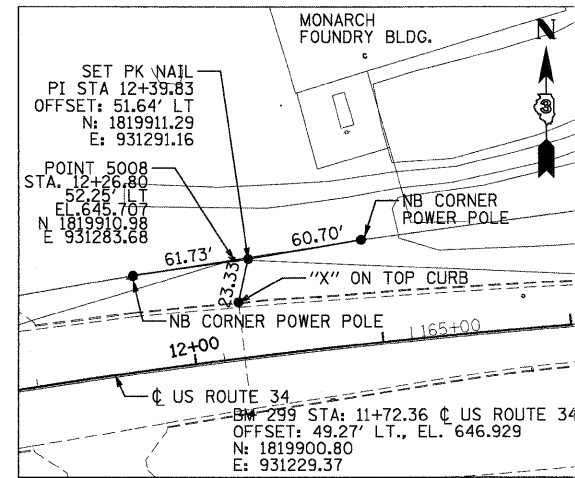 MONARCH
FOUNDRY BLDG.
N
3
SET PK NAIL
PI STA 12+39.83
OFFSET: 51.64' LT
N: 1819911.29
E: 931291.16
POINT 5008
STA. 12+26.80
52.25' LT
EL.645.707
N 1819910.98
E 931283.68
NB CORNER
POWER POLE
61.73'
60.70'
23.33'
"X" ON TOP CURB
NB CORNER POWER POLE
12+00
165+00
℄ US ROUTE 34
BM 299 STA: 11+72.36 ℄ US ROUTE 34
OFFSET: 49.27' LT., EL. 646.929
N: 1819900.80
E: 931229.37